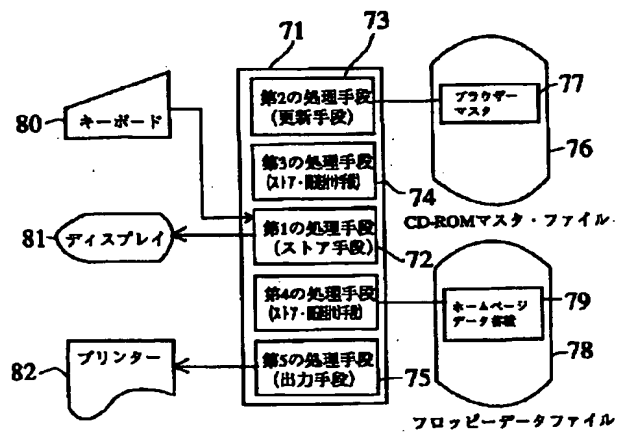 71
73
80
キーボード
第2の処理手段
(更新手段)
ブラウザー
マスタ
77
76
第3の処理手段
74
CD-ROMマスタ・ファイル
81
ディスプレイ
第1の処理手段
(ストア手段)
72
第4の処理手段
ホームページ
79
78
82
プリンター
第5の処理手段
(出力手段)
75
フロッピーデータファイル